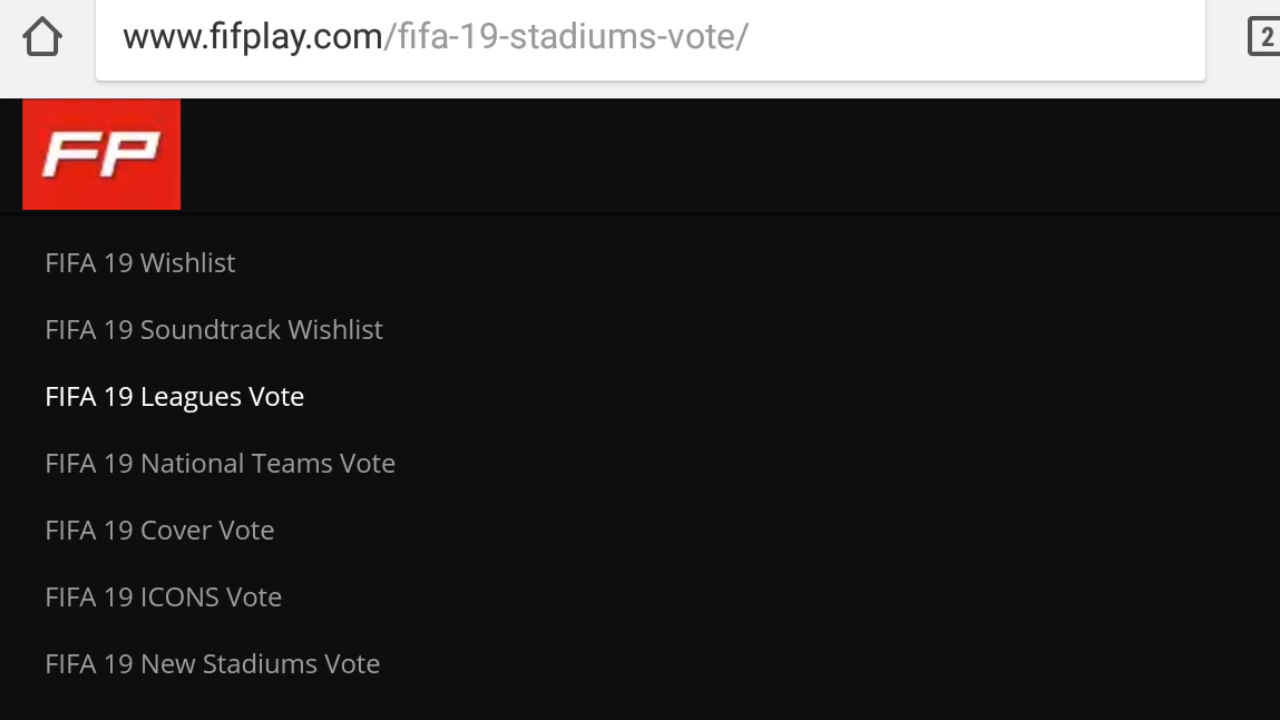 www.fifplay.com/fifa-19-stadiums-vote/
2
FP
FIFA 19 Wishlist
FIFA 19 Soundtrack Wishlist
FIFA 19 Leagues Vote
FIFA 19 National Teams Vote
FIFA 19 Cover Vote
FIFA 19 ICONS Vote
FIFA 19 New Stadiums Vote